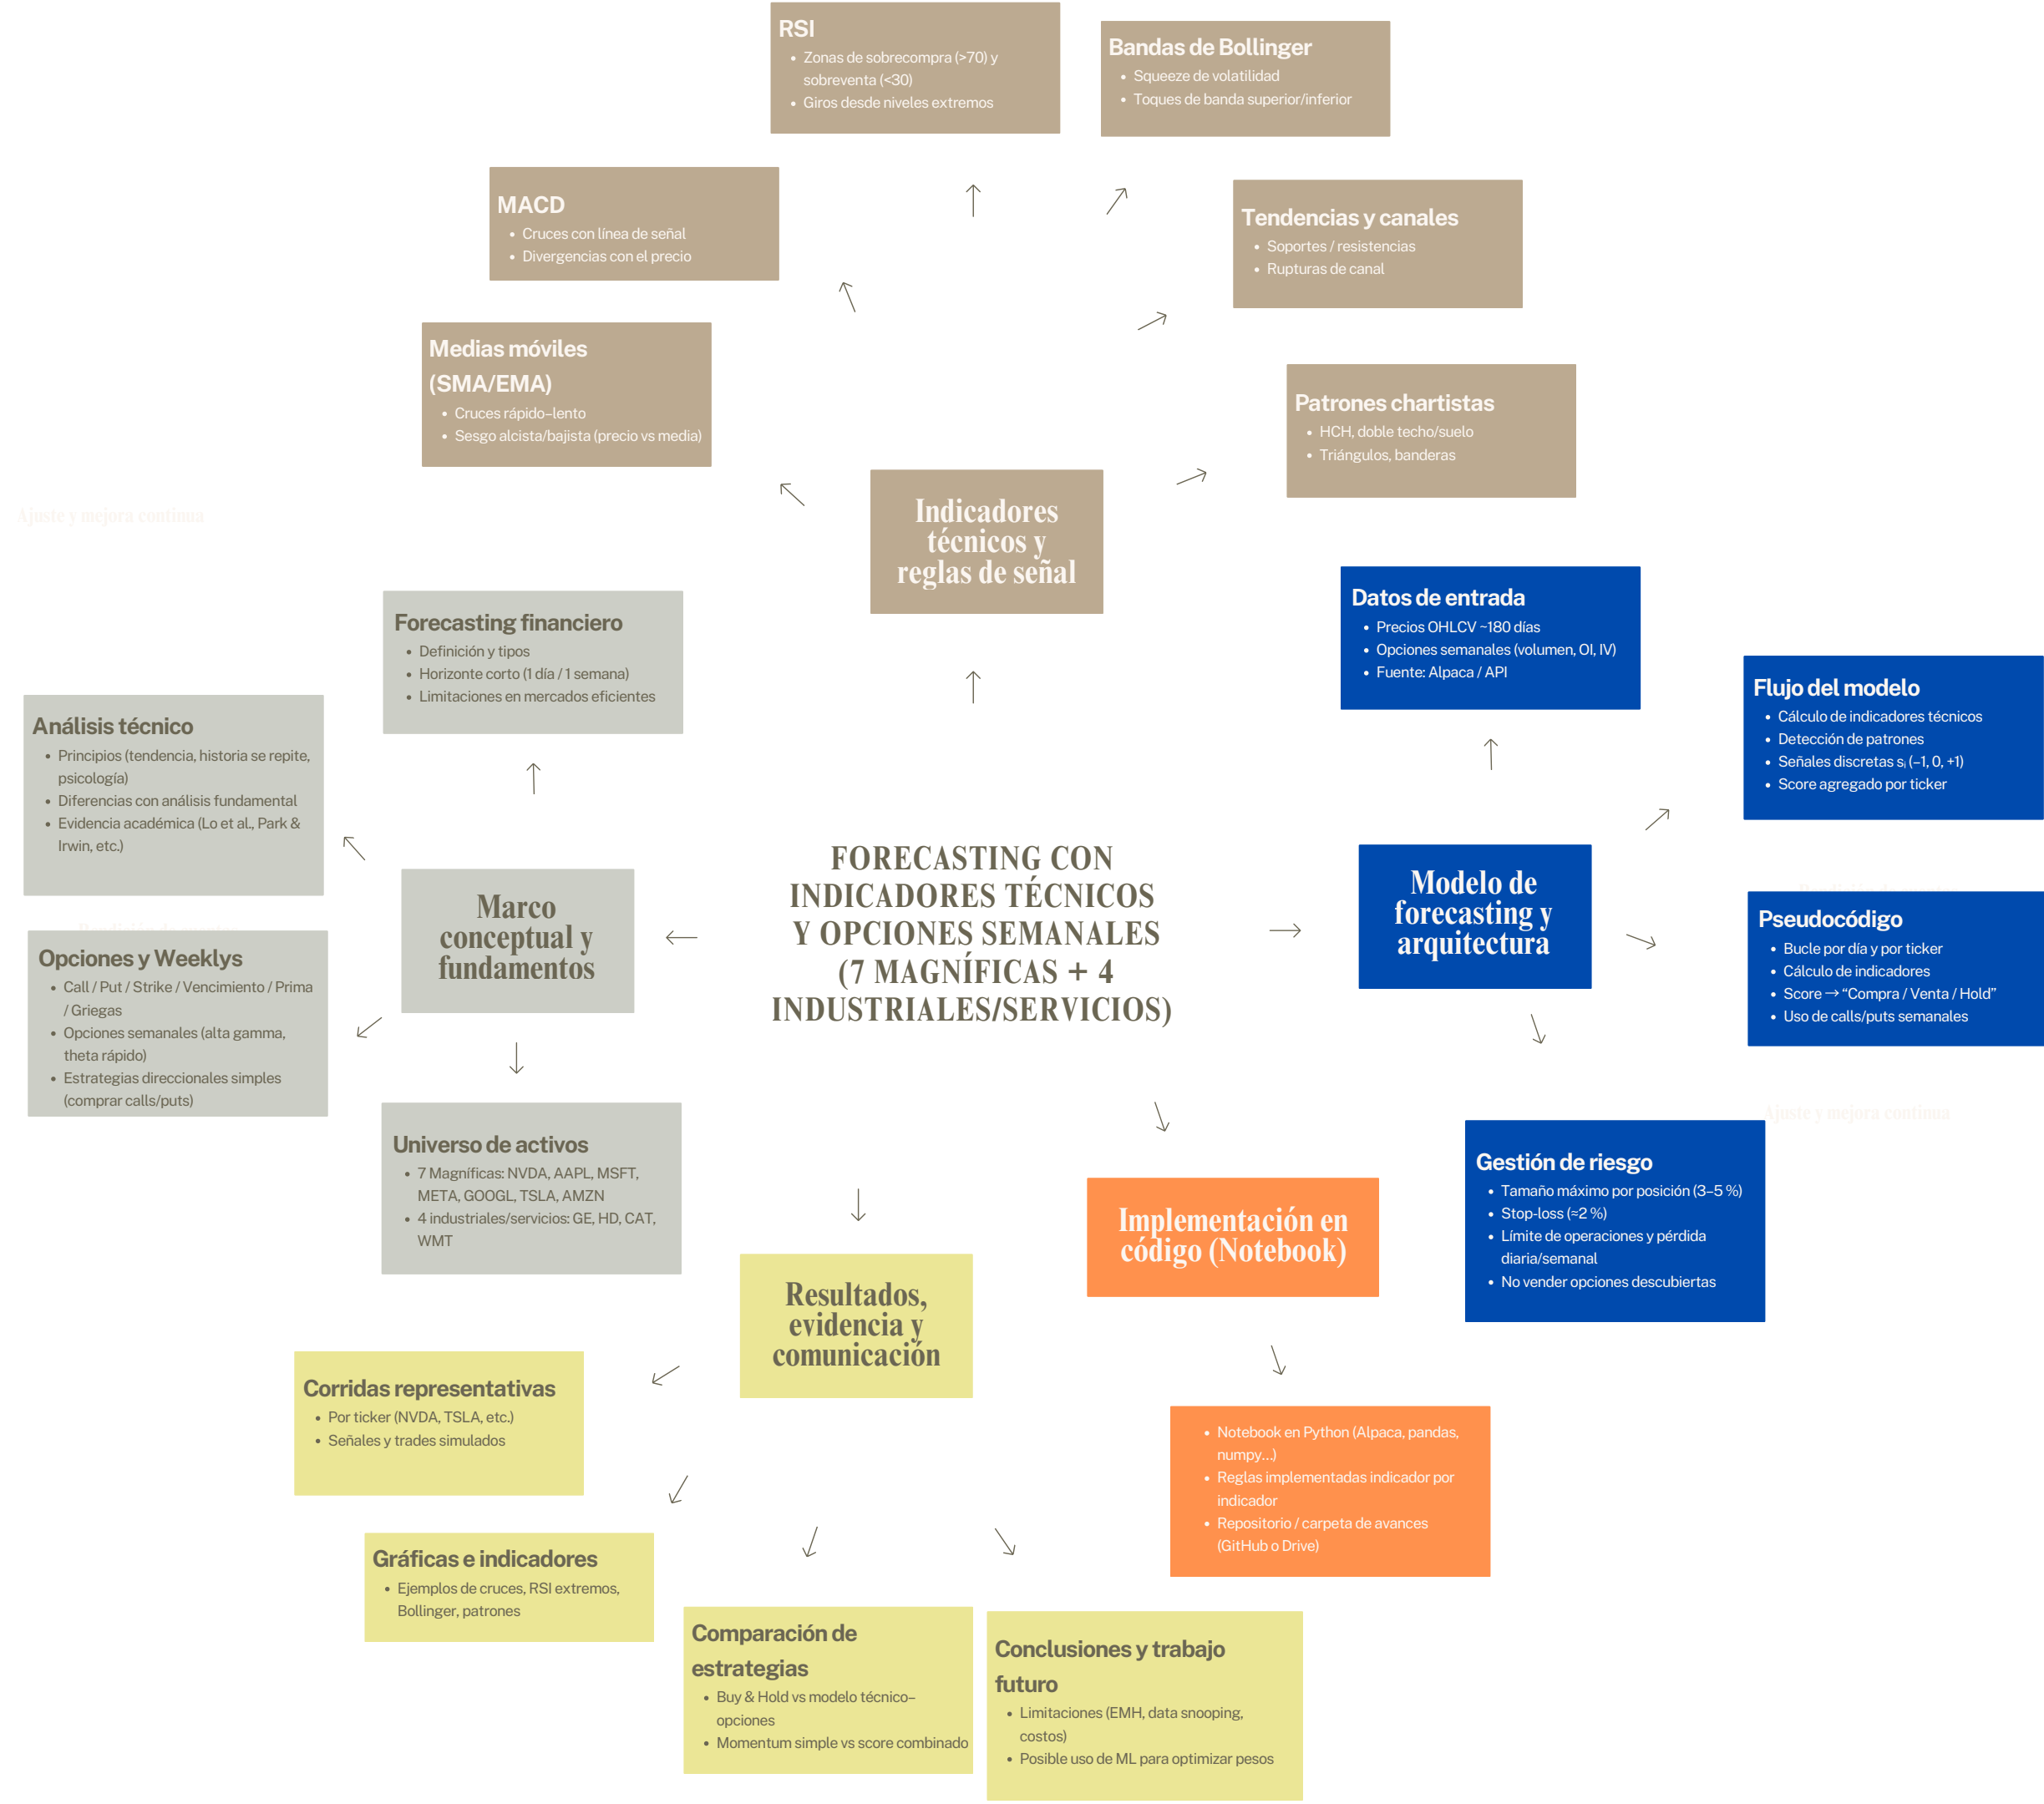 RSI
Zonas de sobrecompra (>70) y
sobreventa (<30)
Giros desde niveles extremos
Bandas de Bollinger
Squeeze de volatilidad
Toques de banda superior/inferior
MACD
Cruces con línea de señal
Divergencias con el precio
Tendencias y canales
Soportes / resistencias
Rupturas de canal
Medias móviles
(SMA/EMA)
Cruces rápido–lento
Sesgo alcista/bajista (precio vs media)
Patrones chartistas
HCH, doble techo/suelo
Triángulos, banderas
Indicadores
técnicos y
reglas de señal
Ajuste y mejora continua
Forecasting financiero
Definición y tipos
Horizonte corto (1 día / 1 semana)
Limitaciones en mercados eficientes
Datos de entrada
Precios OHLCV ~180 días
Opciones semanales (volumen, OI, IV)
Fuente: Alpaca / API
Flujo del modelo
Cálculo de indicadores técnicos
Detección de patrones
Señales discretas sᵢ (–1, 0, +1)
Score agregado por ticker
Análisis técnico
Principios (tendencia, historia se repite,
psicología)
Diferencias con análisis fundamental
Evidencia académica (Lo et al., Park &
Irwin, etc.)
Marco
conceptual y
fundamentos
FORECASTING CON
INDICADORES TÉCNICOS
Y OPCIONES SEMANALES
(7 MAGNÍFICAS + 4
INDUSTRIALES/SERVICIOS)
Modelo de
forecasting y
arquitectura
Pseudocódigo
Bucle por día y por ticker
Cálculo de indicadores
Score → “Compra / Venta / Hold”
Uso de calls/puts semanales
Opciones y Weeklys
Call / Put / Strike / Vencimiento / Prima
/ Griegas
Opciones semanales (alta gamma,
theta rápido)
Estrategias direccionales simples
(comprar calls/puts)
Ajuste y mejora continua
Universo de activos
7 Magníficas: NVDA, AAPL, MSFT,
META, GOOGL, TSLA, AMZN
4 industriales/servicios: GE, HD, CAT,
WMT
Gestión de riesgo
Tamaño máximo por posición (3–5 %)
Stop-loss (≈2 %)
Límite de operaciones y pérdida
diaria/semanal
No vender opciones descubiertas
Implementación en
código (Notebook)
Resultados,
evidencia y
comunicación
Corridas representativas
Por ticker (NVDA, TSLA, etc.)
Señales y trades simulados
Notebook en Python (Alpaca, pandas,
numpy…)
Reglas implementadas indicador por
indicador
Repositorio / carpeta de avances
(GitHub o Drive)
Gráficas e indicadores
Ejemplos de cruces, RSI extremos,
Bollinger, patrones
Comparación de
estrategias
Buy & Hold vs modelo técnico–
opciones
Momentum simple vs score combinado
Conclusiones y trabajo
futuro
Limitaciones (EMH, data snooping,
costos)
Posible uso de ML para optimizar pesos